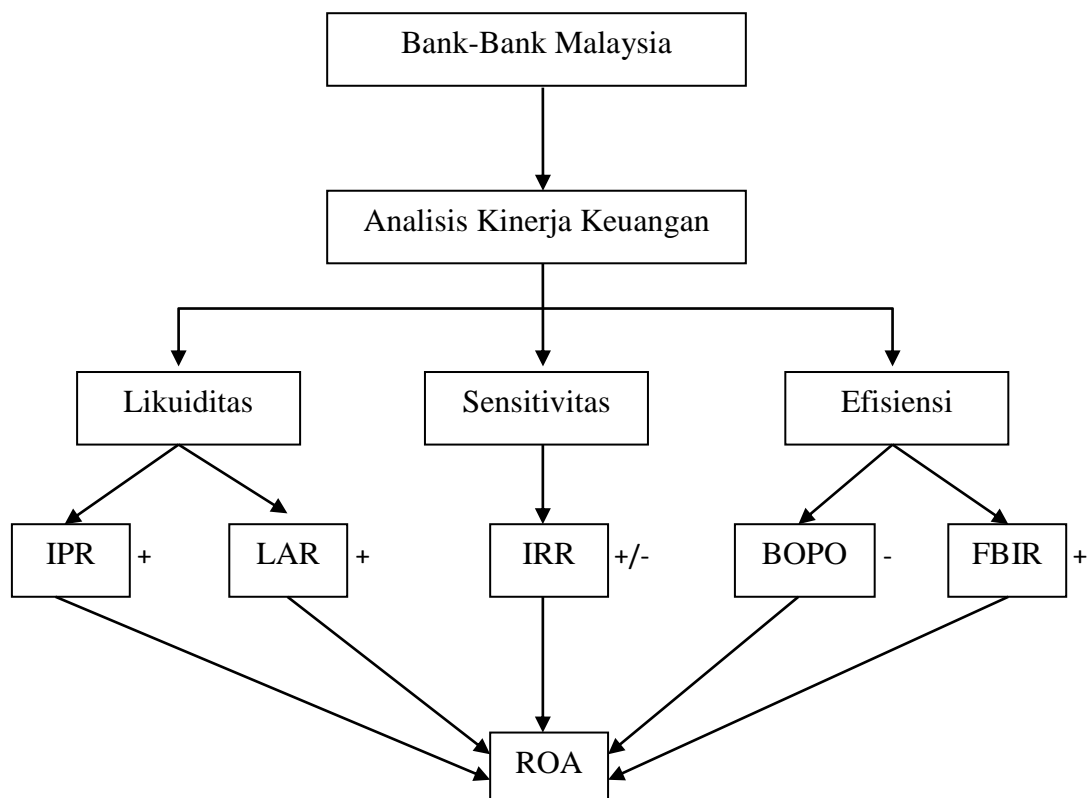 Bank-Bank Malaysia
Analisis Kinerja Keuangan
Likuiditas
Sensitivitas
Efisiensi
IPR +
LAR +
IRR +/-
BOPO -
FBIR +
ROA